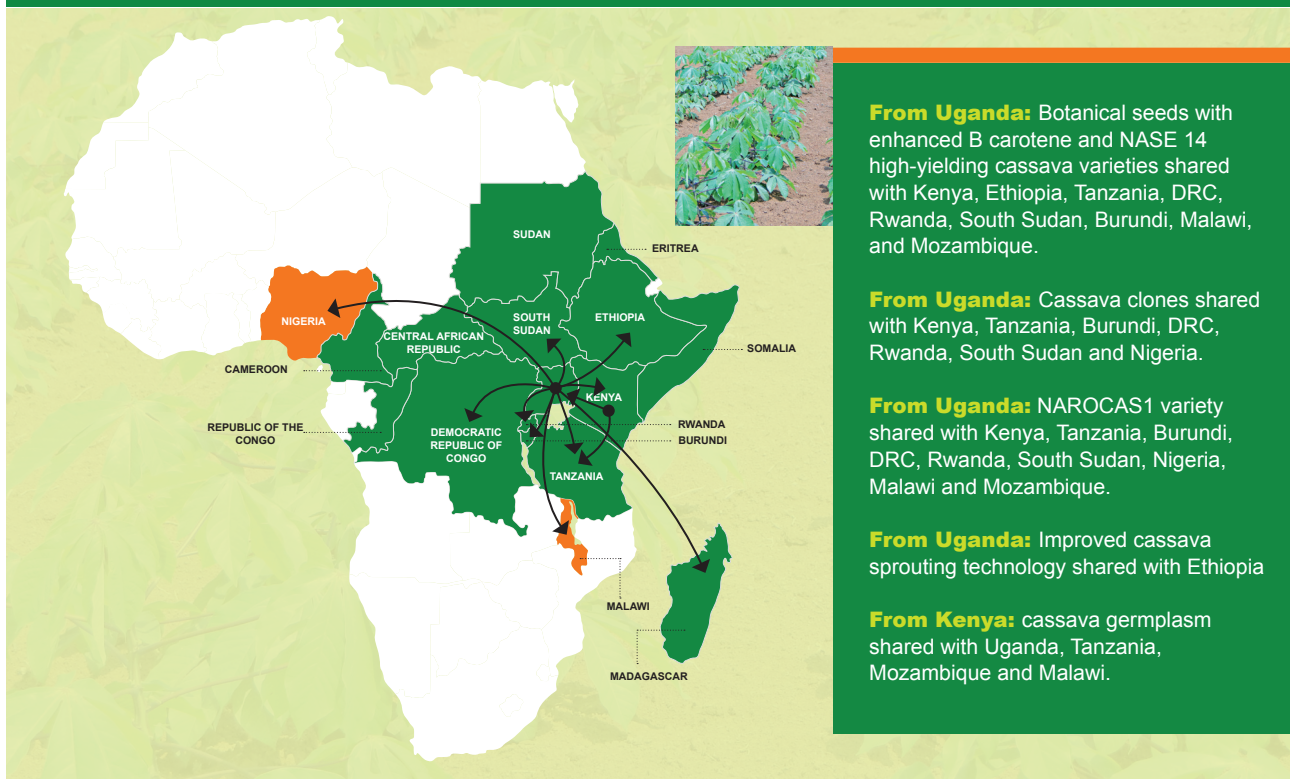 SUDAN
ERITREA
NIGERIA
SOUTH
SUDAN
ETHIOPIA
CENTRAL AFRICAN
REPUBLIC
SOMALIA
CAMEROON
KENYA
REPUBLIC OF THE
CONGO
DEMOCRATIC
REPUBLIC OF
CONGO
RWANDA
BURUNDI
TANZANIA
MALAWI
MADAGASCAR
From Uganda: Botanical seeds with
enhanced B carotene and NASE 14
high-yielding cassava varieties shared
with Kenya, Ethiopia, Tanzania, DRC,
Rwanda, South Sudan, Burundi, Malawi,
and Mozambique.
From Uganda: Cassava clones shared
with Kenya, Tanzania, Burundi, DRC,
Rwanda, South Sudan and Nigeria.
From Uganda: NAROCAS1 variety
shared with Kenya, Tanzania, Burundi,
DRC, Rwanda, South Sudan, Nigeria,
Malawi and Mozambique.
From Uganda: Improved cassava
sprouting technology shared with Ethiopia
From Kenya: cassava germplasm
shared with Uganda, Tanzania,
Mozambique and Malawi.